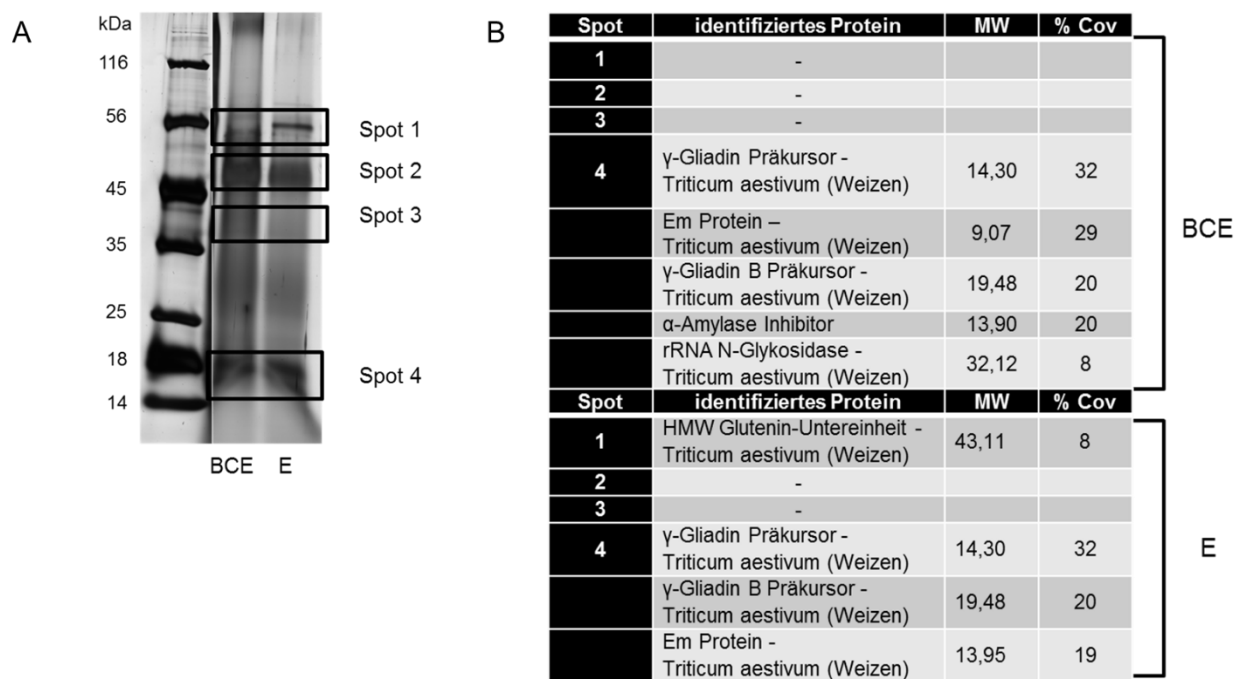 A
kDa
116
56
45
35
25
18
14
Spot 1
Spot 2
Spot 3
Spot 4
BCE E
B
Spot identifiziertes Protein MW % Cov
1 -
2 -
3 -
4 γ-Gliadin Präkursor -
Triticum aestivum (Weizen) 14,30 32
Em Protein –
Triticum aestivum (Weizen) 9,07 29
γ-Gliadin B Präkursor -
Triticum aestivum (Weizen) 19,48 20
α-Amylase Inhibitor 13,90 20
rRNA N-Glykosidase -
Triticum aestivum (Weizen) 32,12 8
BCE
Spot identifiziertes Protein MW % Cov
1 HMW Glutenin-Untereinheit -
Triticum aestivum (Weizen) 43,11 8
2 -
3 -
4 γ-Gliadin Präkursor -
Triticum aestivum (Weizen) 14,30 32
γ-Gliadin B Präkursor -
Triticum aestivum (Weizen) 19,48 20
Em Protein -
Triticum aestivum (Weizen) 13,95 19
E